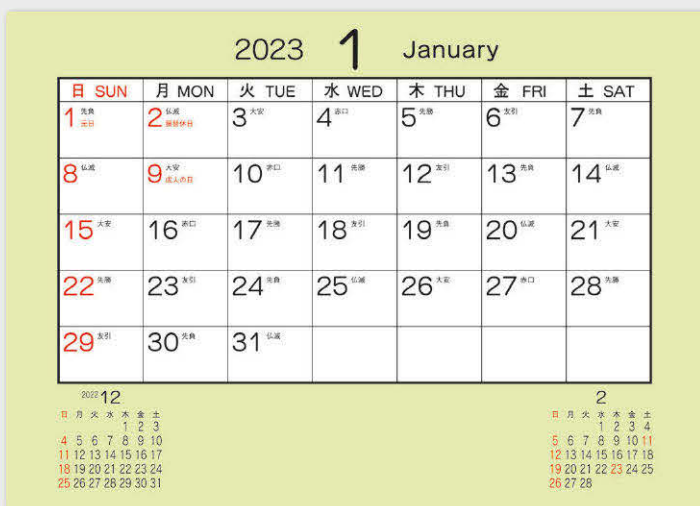 2023 1 January
日 SUN 月 MON 火 TUE 水 WED 木 THU 金 FRI 土 SAT
1 先負 元日 2 仏滅 振替休日 3 大安 4 赤口 5 先勝 6 友引 7 先負
8 仏滅 9 大安 成人の日 10 赤口 11 先勝 12 友引 13 先負 14 仏滅
15 大安 16 赤口 17 先勝 18 友引 19 先負 20 仏滅 21 大安
22 先勝 23 友引 24 先負 25 仏滅 26 大安 27 赤口 28 先勝
29 友引 30 先負 31 仏滅
2022 12
日 月 火 水 木 金 土
1 2 3
4 5 6 7 8 9 10
11 12 13 14 15 16 17
18 19 20 21 22 23 24
25 26 27 28 29 30 31
2
日 月 火 水 木 金 土
1 2 3 4
5 6 7 8 9 10 11
12 13 14 15 16 17 18
19 20 21 22 23 24 25
26 27 28